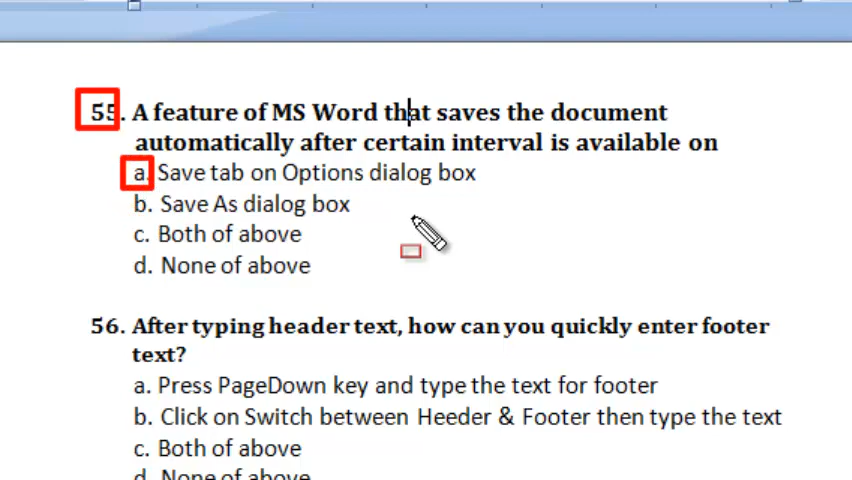 55. A feature of MS Word that saves the document
automatically after certain interval is available on
a. Save tab on Options dialog box
b. Save As dialog box
c. Both of above
d. None of above
56. After typing header text, how can you quickly enter footer
text?
a. Press PageDown key and type the text for footer
b. Click on Switch between Heeder & Footer then type the text
c. Both of above
d. None of above